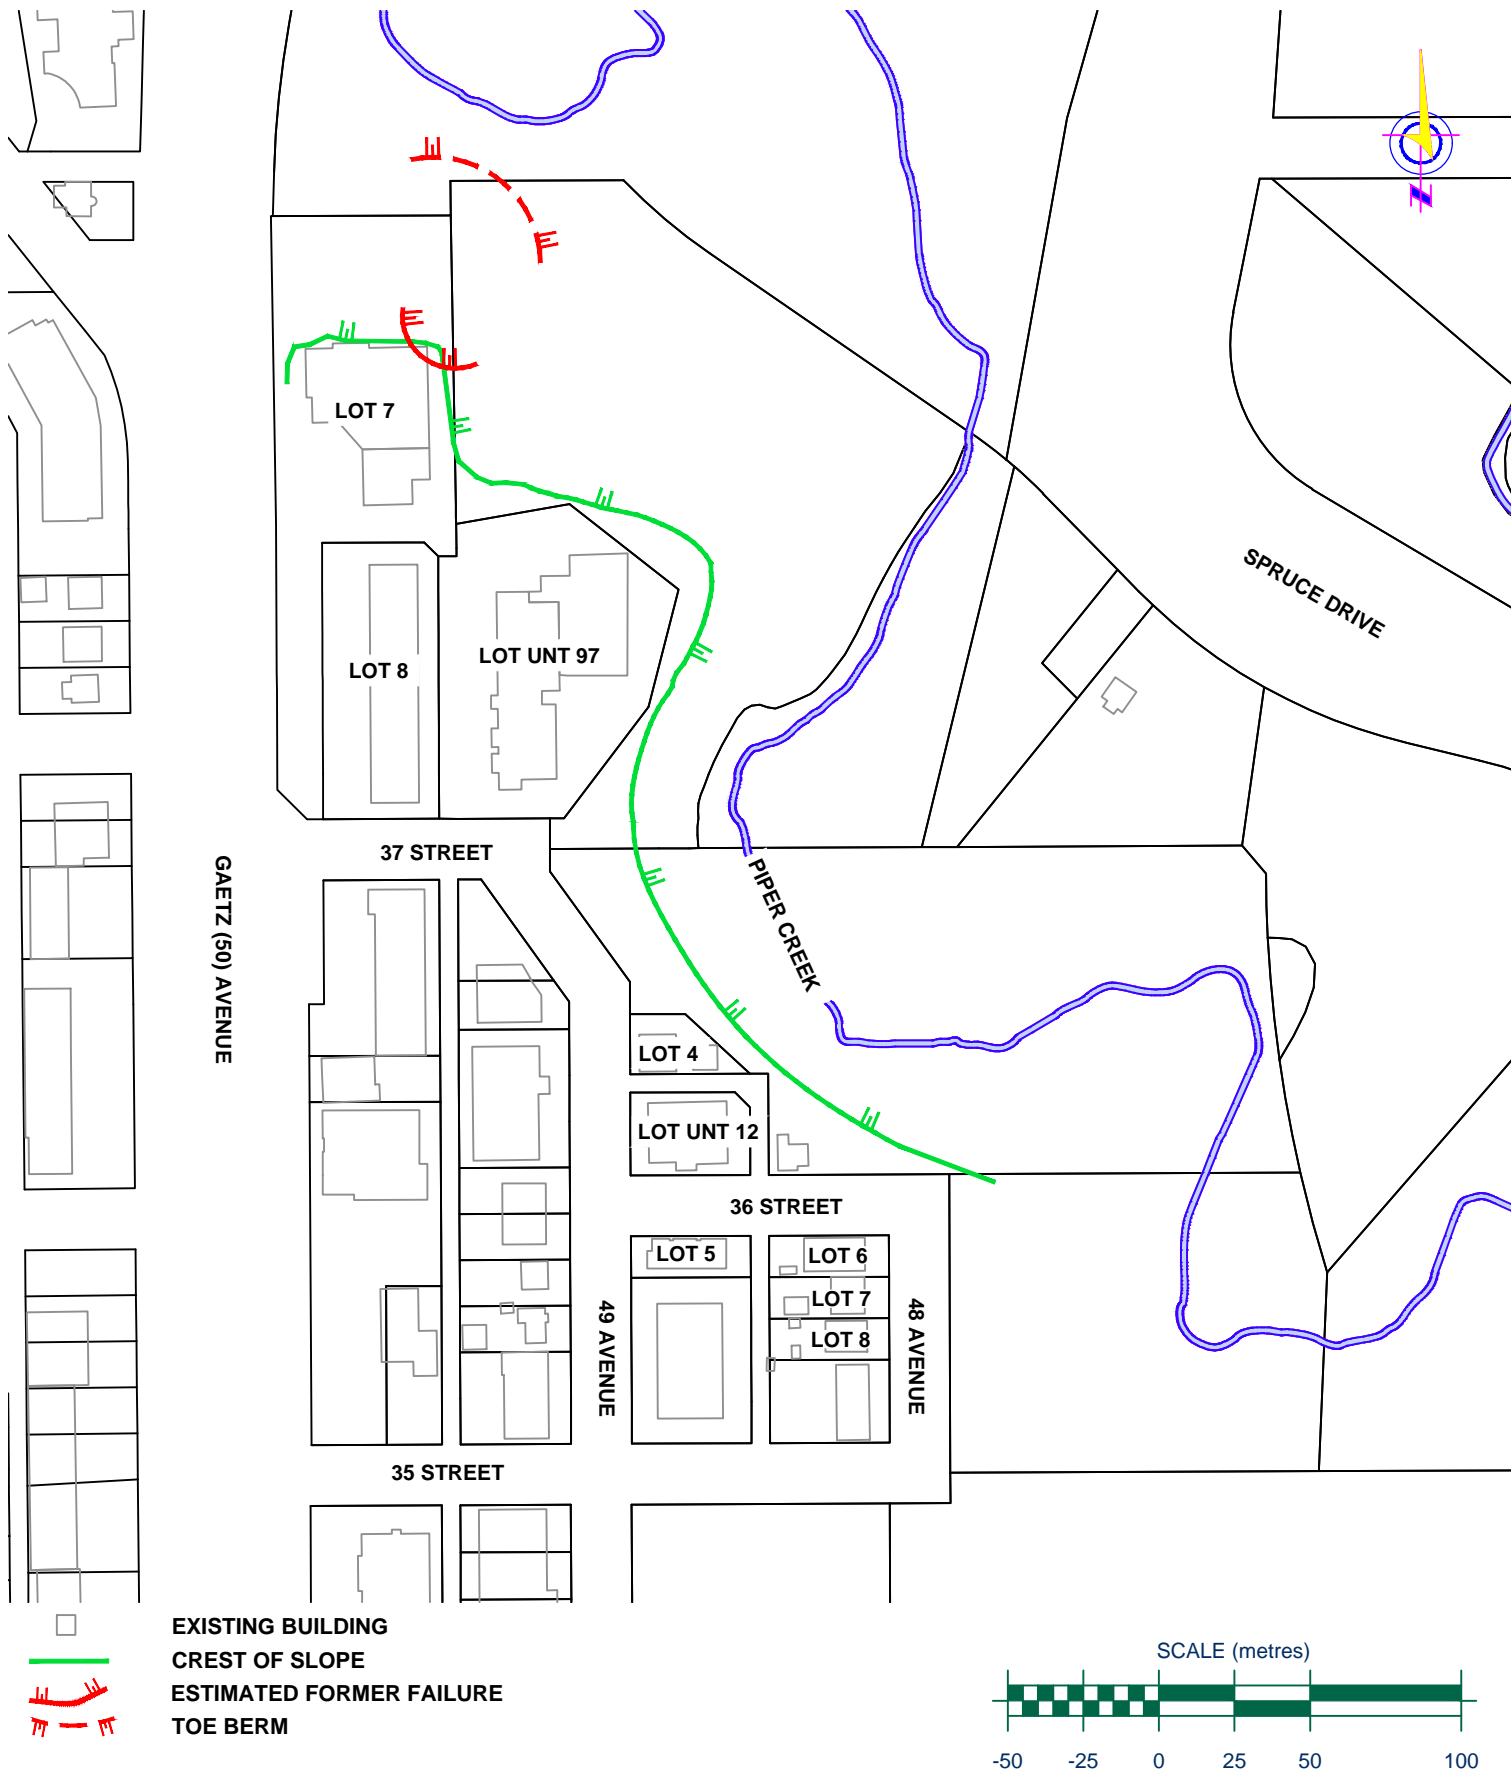 N
LOT 7
SPRUCE DRIVE
LOT UNT 97
LOT 8
37 STREET
GAETZ (50) AVENUE
PIPER CREEK
LOT 4
LOT UNT 12
36 STREET
LOT 5
LOT 6
LOT 7
LOT 8
49 AVENUE
48 AVENUE
35 STREET
EXISTING BUILDING
CREST OF SLOPE
ESTIMATED FORMER FAILURE
TOE BERM
SCALE (metres)
-50 -25 0 25 50 100